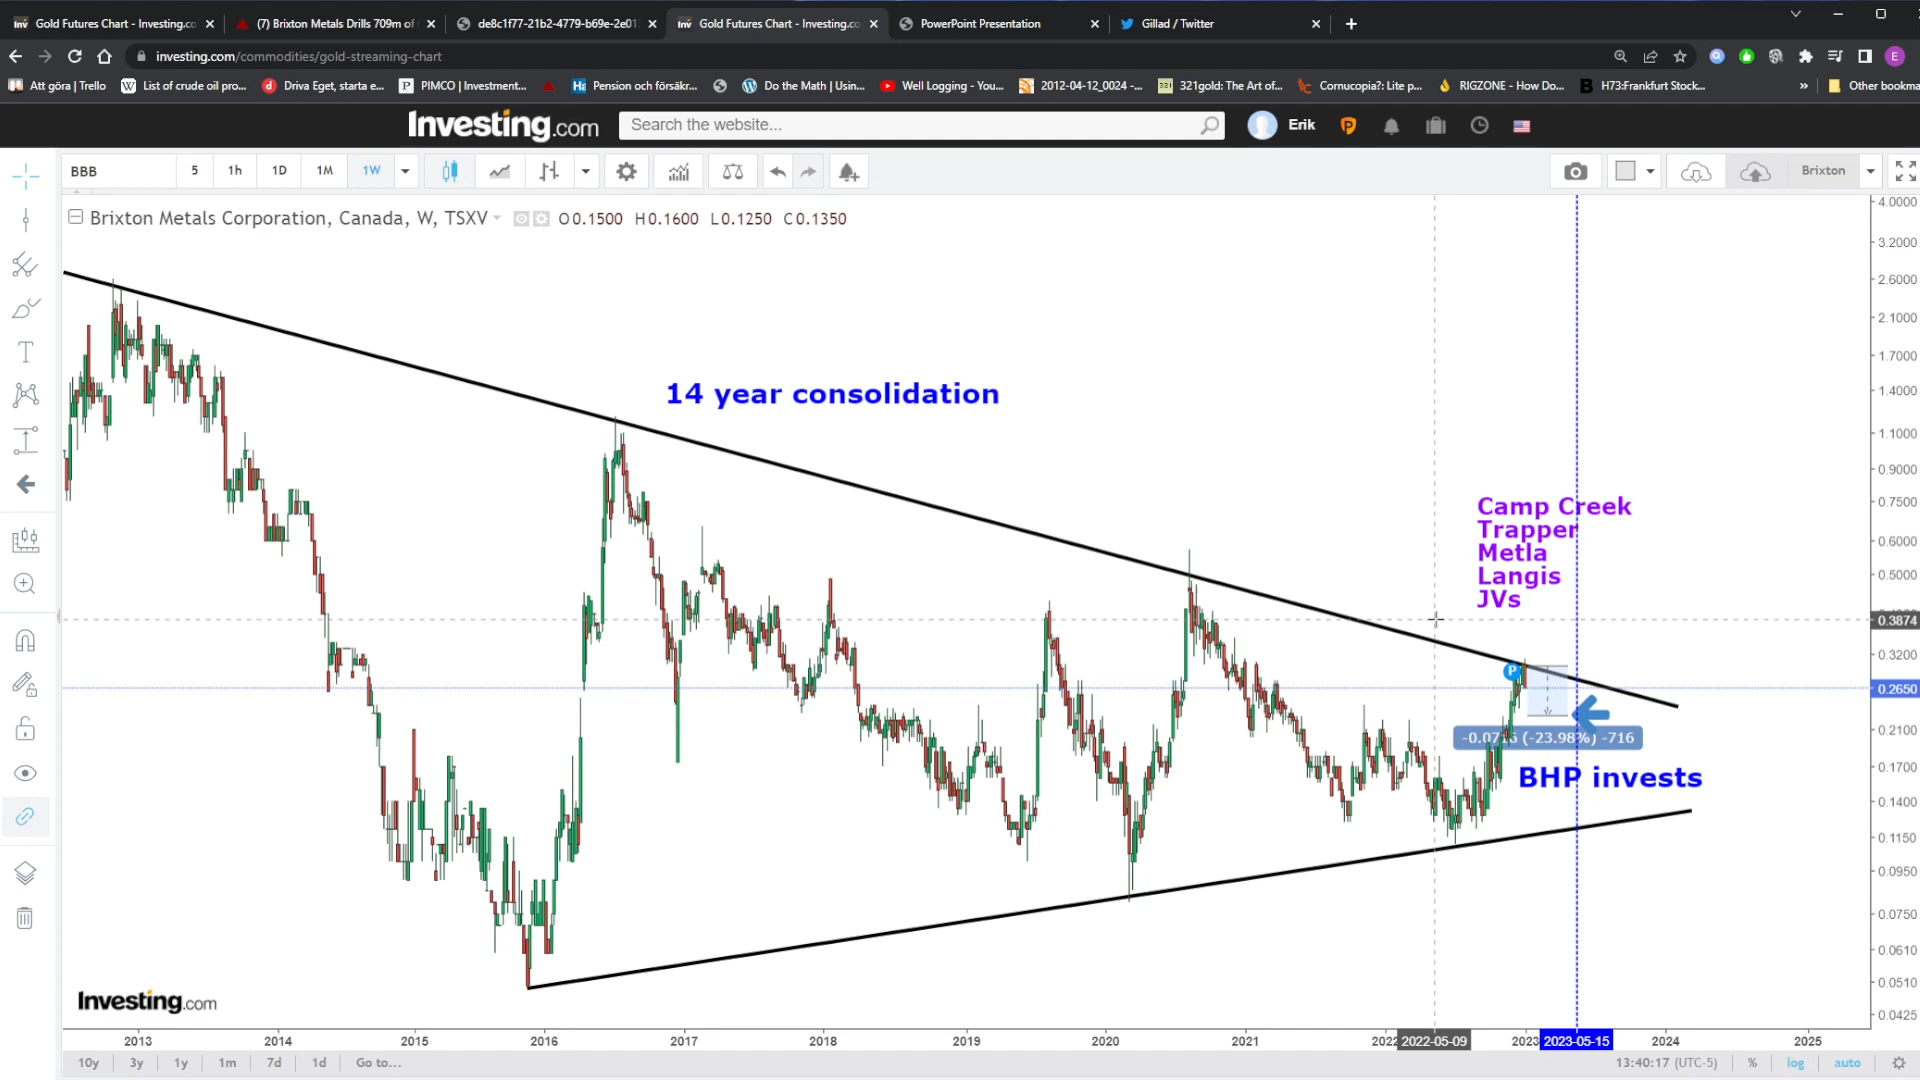 Gold Futures Chart - Investing.co
(7) Brixton Metals Drills 709m of
de8c1f77-21b2-4779-b69e-2e01
Gold Futures Chart - Investing.co
PowerPoint Presentation
Gillad / Twitter
investing.com/commodities/gold-streaming-chart
E
Att göra | Trello
List of crude oil pro...
Driva Eget, starta e...
PIMCO | Investment...
Pension och försäkr...
Do the Math | Usin...
Well Logging - You...
2012-04-12_0024 -...
321gold: The Art of...
Cornucopia?: Lite p...
RIGZONE - How Do...
H73:Frankfurt Stock...
»
Other bookma
Investing.com
Search the website...
Erik
BBB
5
1h
1D
1M
1W
Brixton
Brixton Metals Corporation, Canada, W, TSXV
O0.1500 H0.1600 L0.1250 C0.1350
14 year consolidation
Camp Creek
Trapper
Metla
Langis
JVs
P
(-23.98%) -716
BHP invests
4.0000
3.2000
2.6000
2.1000
1.7000
1.4000
1.1000
0.9000
0.7500
0.6000
0.5000
0.3874
0.3200
0.2650
0.2100
0.1700
0.1400
0.1150
0.0950
0.0750
0.0610
0.0510
0.0425
Investing.com
2013
2014
2015
2016
2017
2018
2019
2020
2021
2022
2022-05-09
2023
2023-05-15
2024
2025
10y
3y
1y
1m
7d
1d
Go to...
13:40:17 (UTC-5)
%
log
auto